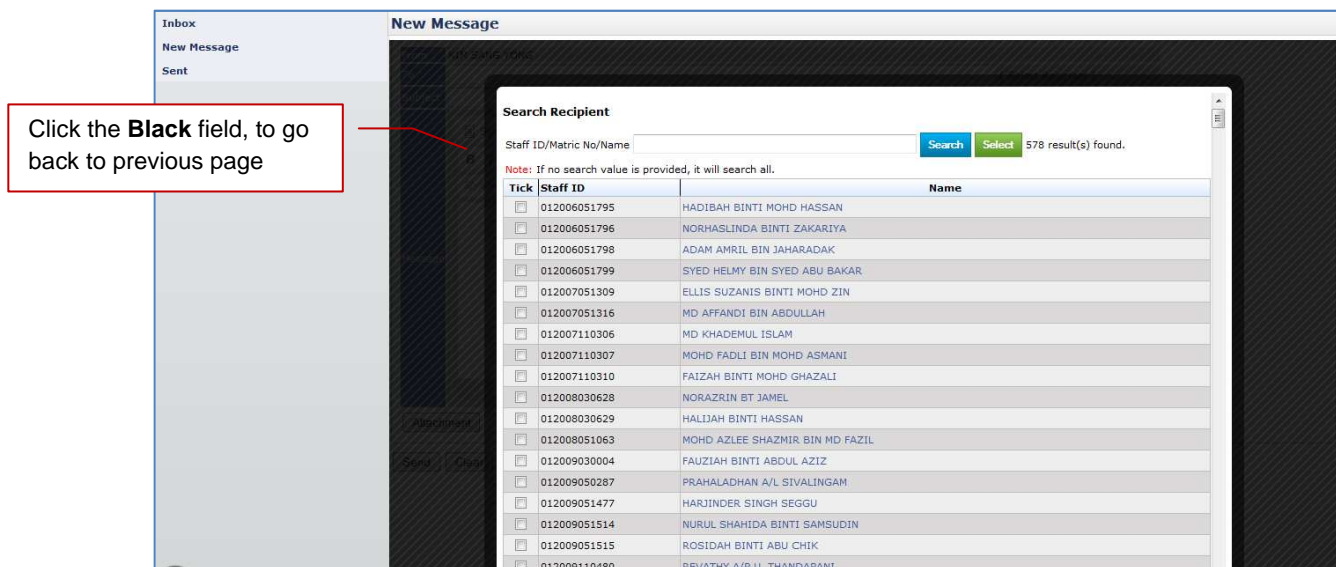 Inbox
New Message
Sent
New Message
Click the Black field, to go
back to previous page
Search Recipient
Staff ID/Matric No/Name Search Select 578 result(s) found.
Note: If no search value is provided, it will search all.
Tick Staff ID Name
012006051795 HADIBAH BINTI MOHD HASSAN
012006051796 NORHASLINDA BINTI ZAKARIYA
012006051798 ADAM AMRIL BIN JAHARADAK
012006051799 SYED HELMY BIN SYED ABU BAKAR
012007051309 ELLIS SUZANIS BINTI MOHD ZIN
012007051316 MD AFFANDI BIN ABDULLAH
012007110306 MD KHADEMUL ISLAM
012007110307 MOHD FADLI BIN MOHD ASMANI
012007110310 FAIZAH BINTI MOHD GHAZALI
012008030628 NORAZRIN BT JAMEL
012008030629 HALIJAH BINTI HASSAN
012008051063 MOHD AZLEE SHAZMIR BIN MD FAZIL
012009030004 FAUZIAH BINTI ABDUL AZIZ
012009050287 PRAHALADHAN A/L SIVALINGAM
012009051477 HARJINDER SINGH SEGGU
012009051514 NURUL SHAHIDA BINTI SAMSUDIN
012009051515 ROSIDAH BINTI ABU CHIK
012009110480 REVATHY A/P U. THANDAPANI
Attachment
Send Clear